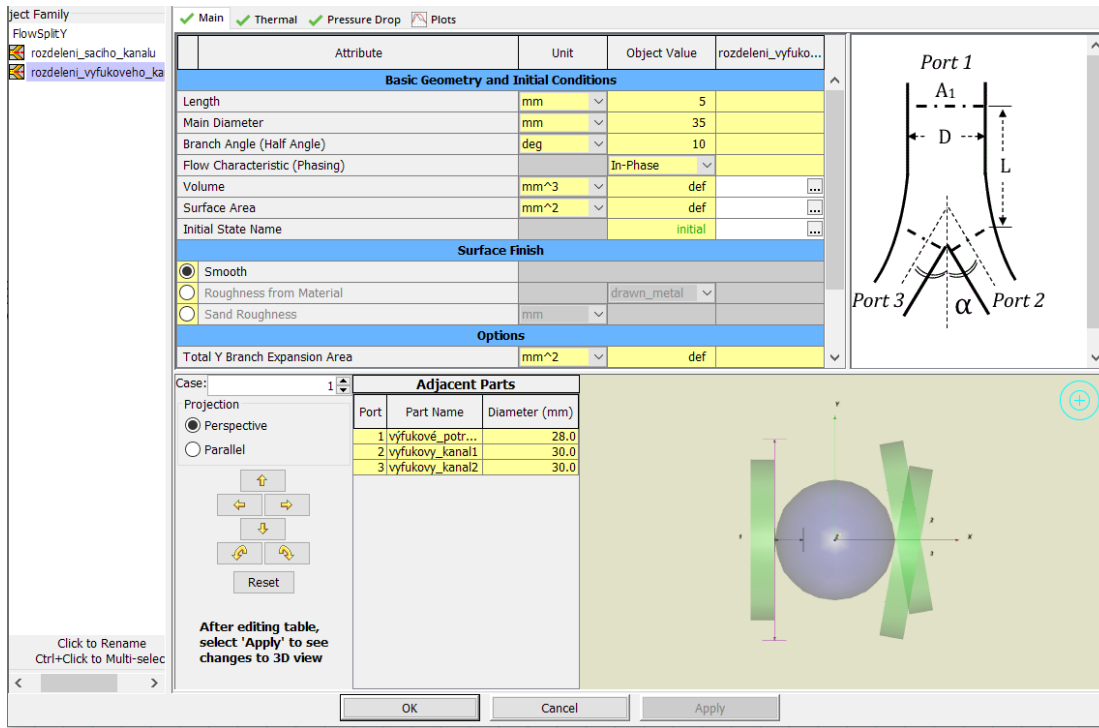 ject Family
FlowSplitY
rozdeleni_saciho_kanalu
rozdeleni_vyfukoveho_ka
Click to Rename
Ctrl+Click to Multi-selec
Main Thermal Pressure Drop Plots
Attribute Unit Object Value rozdeleni_vyfuko...
Basic Geometry and Initial Conditions
Length mm 5
Main Diameter mm 35
Branch Angle (Half Angle) deg 10
Flow Characteristic (Phasing) In-Phase
Volume mm^3 def ...
Surface Area mm^2 def ...
Initial State Name initial ...
Surface Finish
Smooth
Roughness from Material drawn_metal
Sand Roughness mm
Options
Total Y Branch Expansion Area mm^2 def
Port 1
A1
D
L
Port 3 α Port 2
Case: 1
Projection
Perspective
Parallel
Reset
After editing table,
select 'Apply' to see
changes to 3D view
Adjacent Parts
Port Part Name Diameter (mm)
1 výfukové_potr... 28.0
2 vyfukovy_kanal1 30.0
3 vyfukovy_kanal2 30.0
OK Cancel Apply